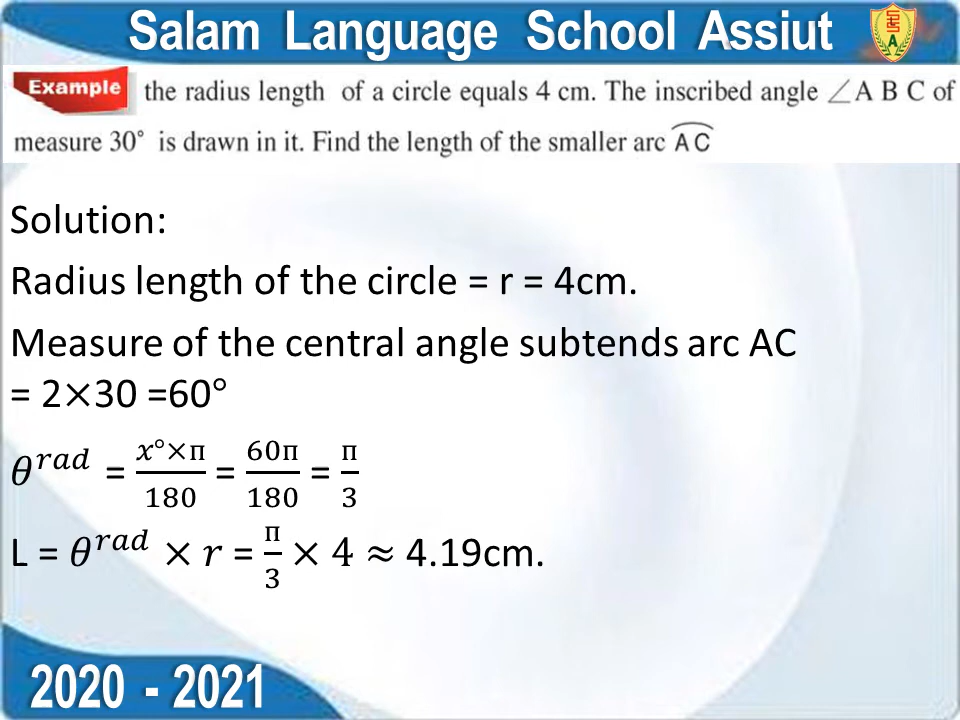 Salam Language School Assiut
Example the radius length of a circle equals 4 cm. The inscribed angle ∠A B C of
measure 30° is drawn in it. Find the length of the smaller arc A͡C
Solution:
Radius length of the circle = r = 4cm.
Measure of the central angle subtends arc AC
= 2×30 =60°
θ^rad = x°×π/180 = 60π/180 = π/3
L = θ^rad × r = π/3 × 4 ≈ 4.19cm.
2020 - 2021